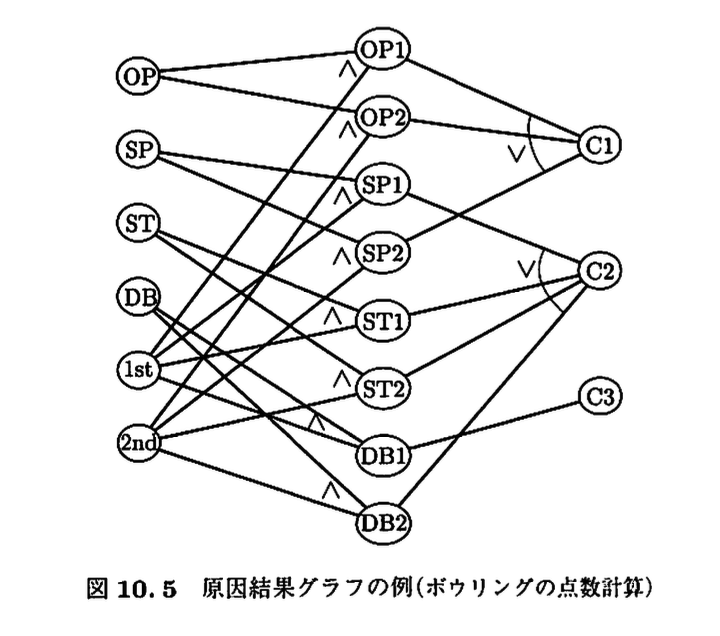 OP
SP
ST
DB
1st
2nd
OP1
∧
OP2
∧
SP1
∧
SP2
∧
ST1
∧
ST2
∧
DB1
∧
DB2
∧
C1
∨
C2
∨
C3
図 10.5 原因結果グラフの例(ボウリングの点数計算)